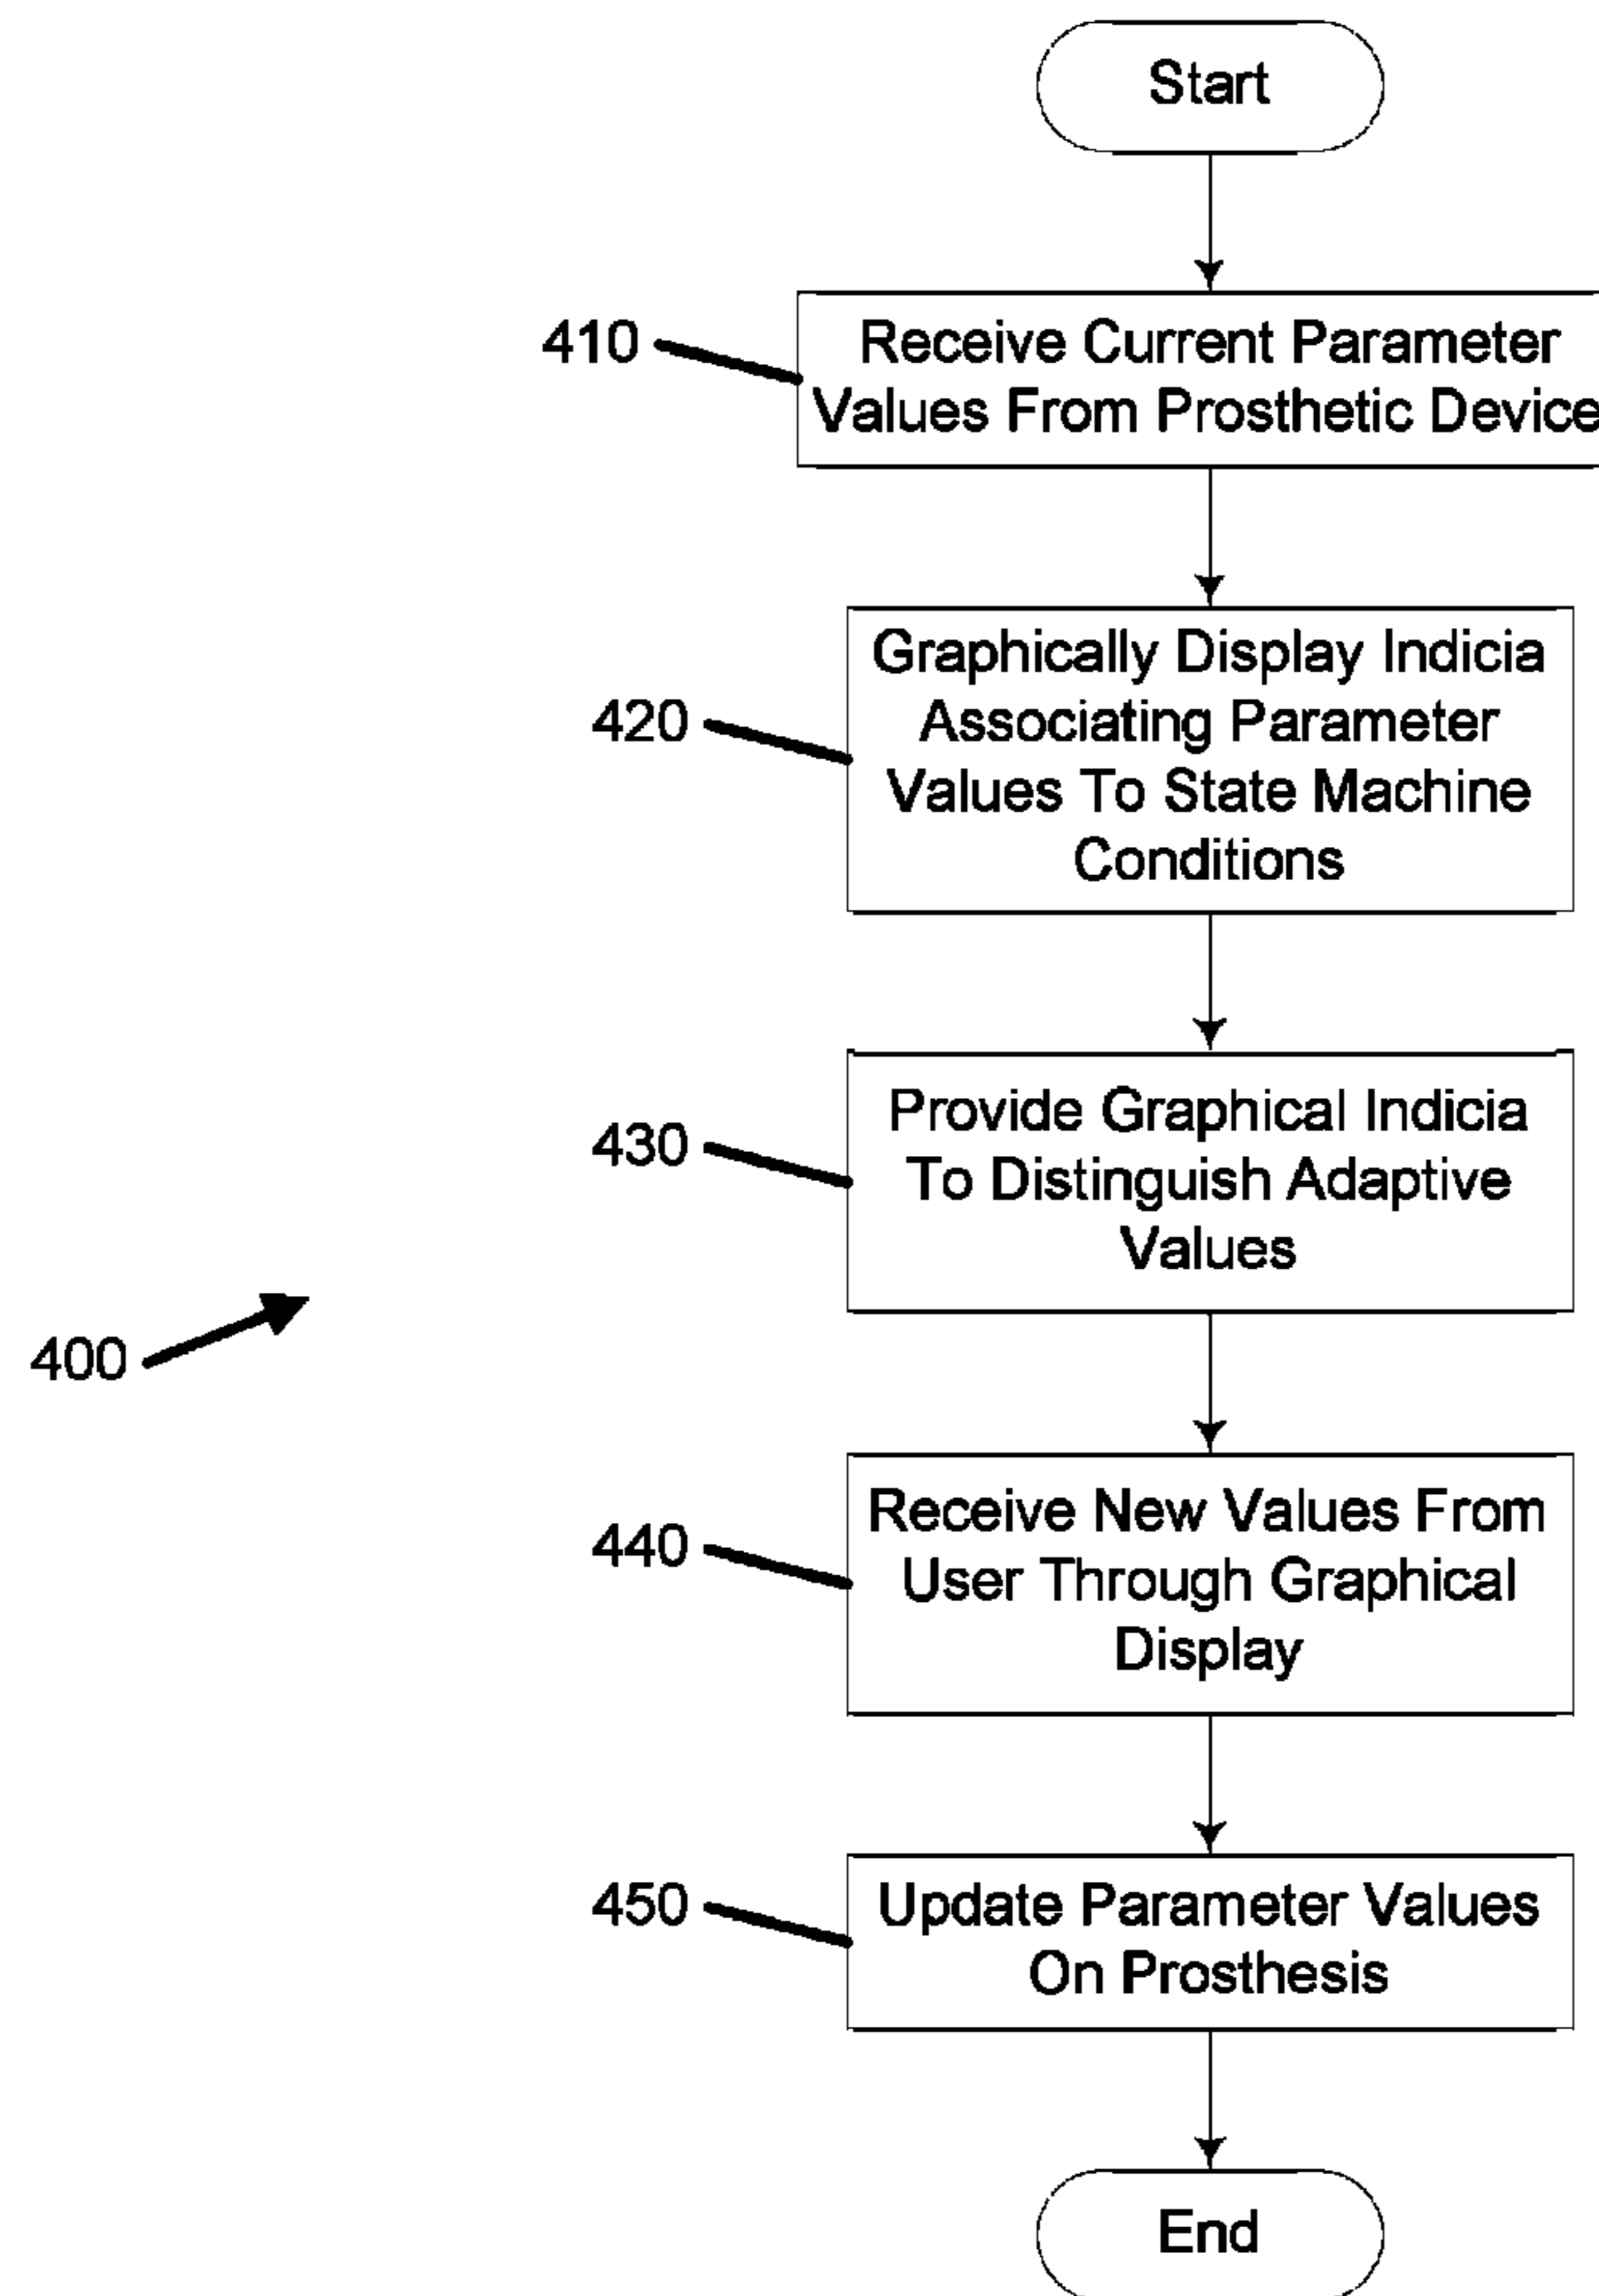 Start
410
Receive Current Parameter
Values From Prosthetic Device
420
Graphically Display Indicia
Associating Parameter
Values To State Machine
Conditions
430
Provide Graphical Indicia
To Distinguish Adaptive
Values
400
440
Receive New Values From
User Through Graphical
Display
450
Update Parameter Values
On Prosthesis
End